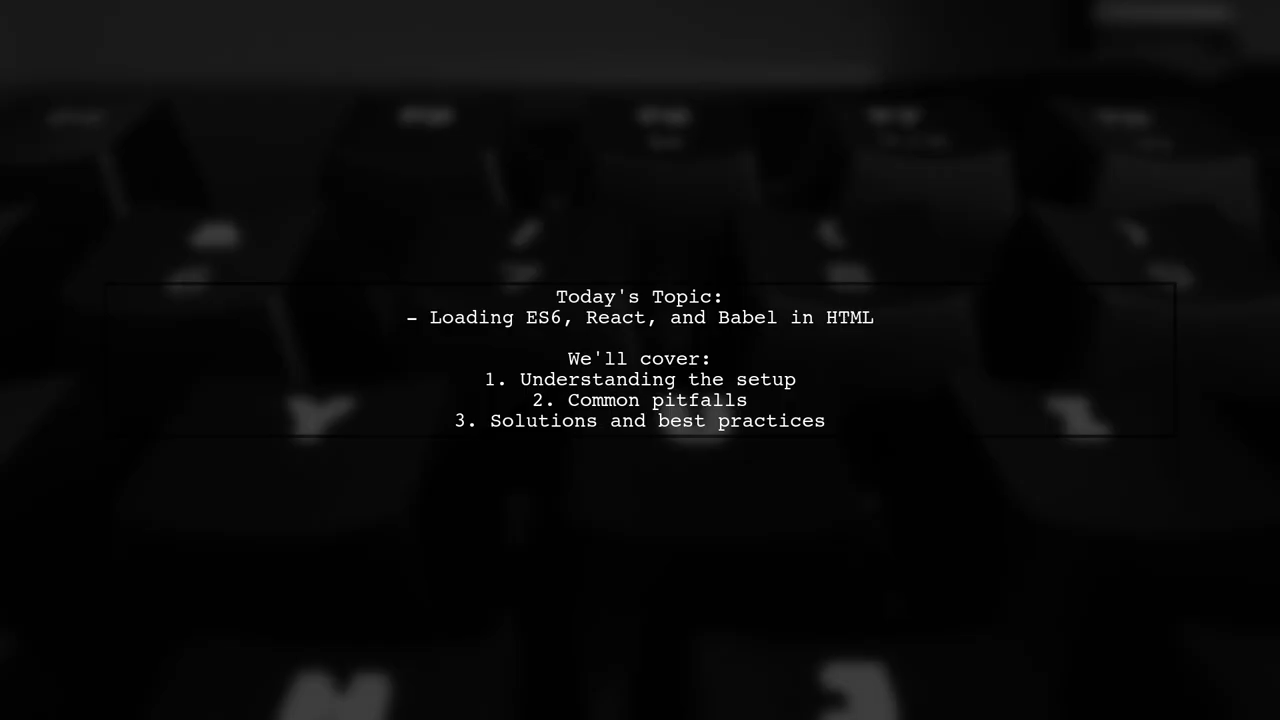 Today's Topic:
– Loading ES6, React, and Babel in HTML
We'll cover:
1. Understanding the setup
2. Common pitfalls
3. Solutions and best practices